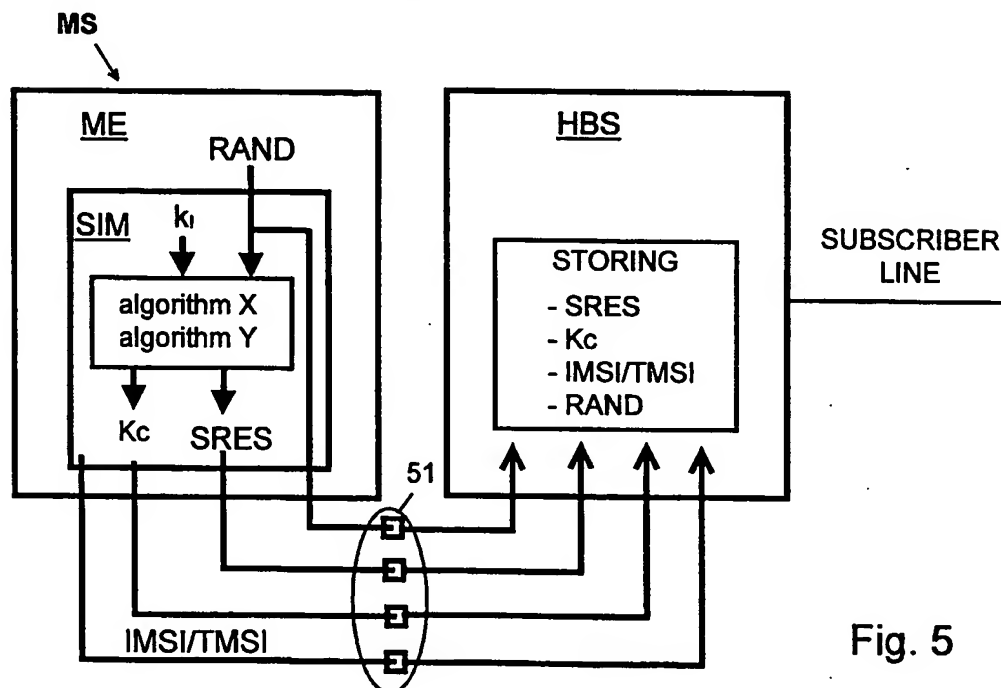 MS
ME
RAND
SIM
kᵢ
algorithm X
algorithm Y
Kc
SRES
IMSI/TMSI
51
HBS
STORING
- SRES
- Kc
- IMSI/TMSI
- RAND
SUBSCRIBER
LINE
Fig. 5